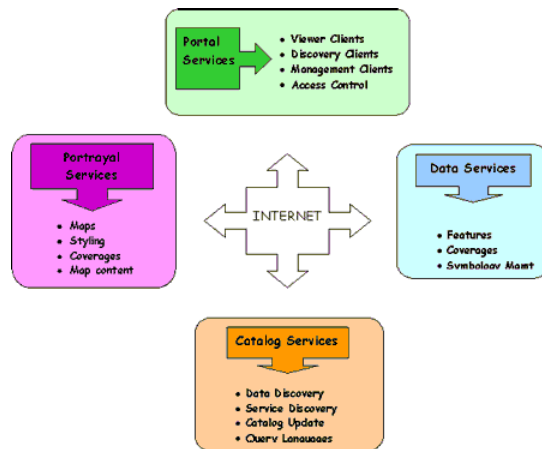 Portal
Services
• Viewer Clients
• Discovery Clients
• Management Clients
• Access Control
Portrayal
Services
• Maps
• Styling
• Coverages
• Map content
INTERNET
Data Services
• Features
• Coverages
• Symbology Mgmt
Catalog Services
• Data Discovery
• Service Discovery
• Catalog Update
• Query Languages